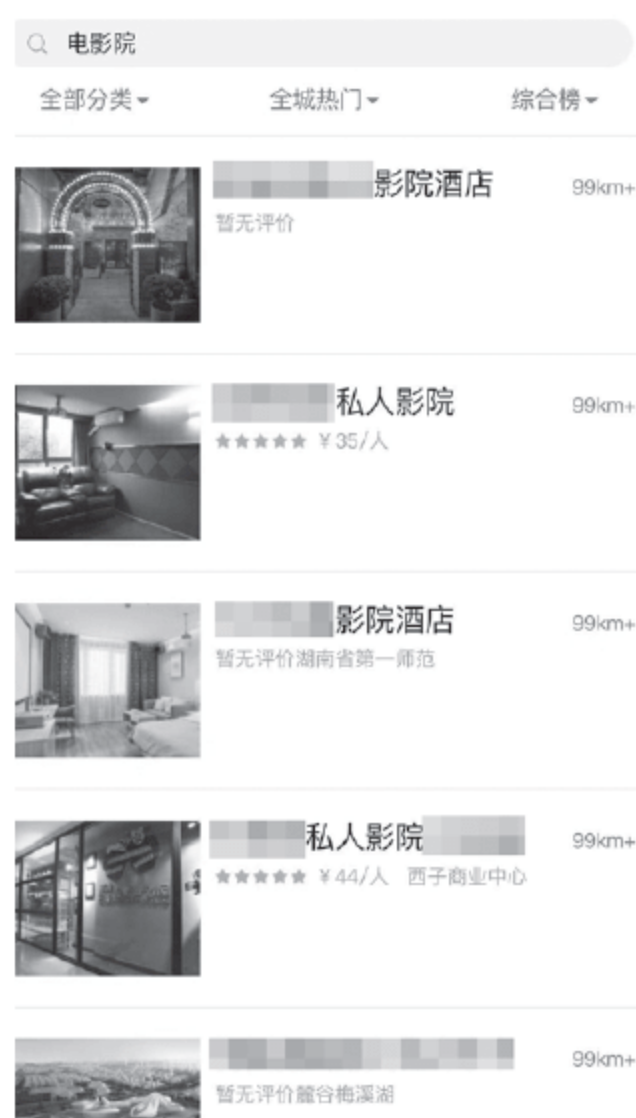 电影院
全部分类 全城热门 综合榜
影院酒店 99km+
暂无评价
私人影院 99km+
¥35/人
影院酒店 99km+
暂无评价湖南省第一师范
私人影院 99km+
¥44/人 西子商业中心
99km+
暂无评价麓谷梅溪湖